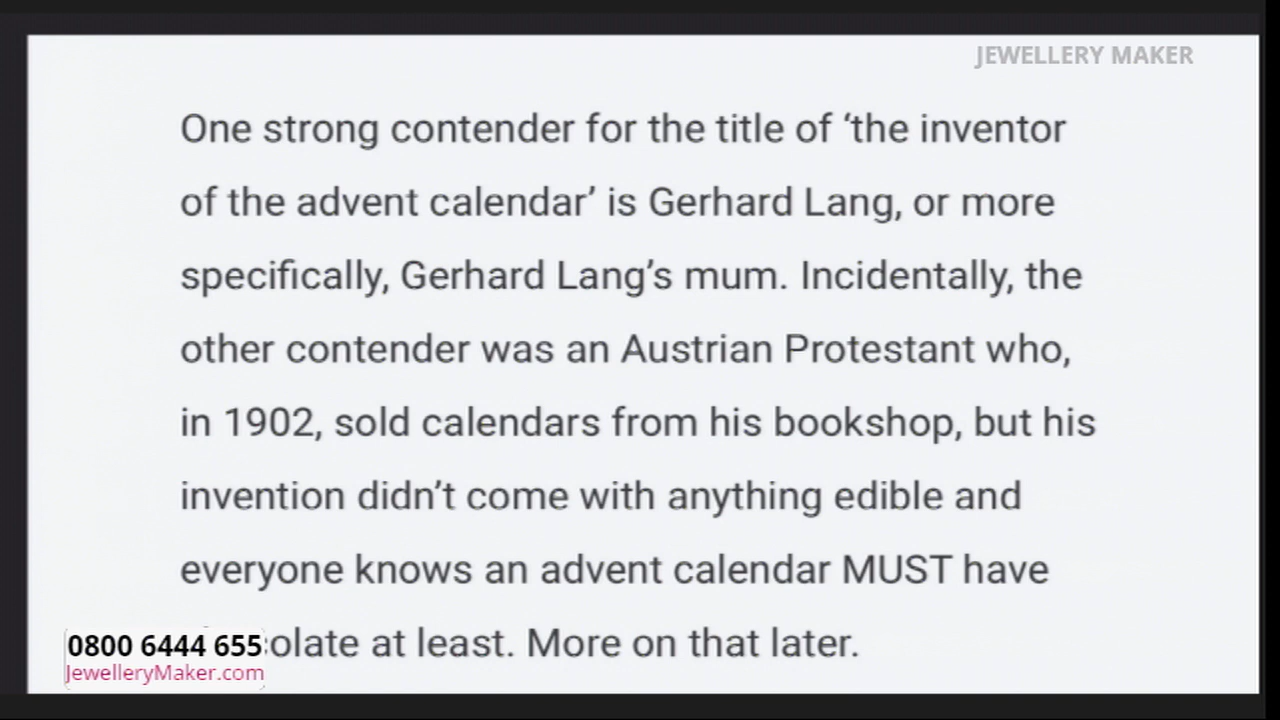 JEWELLERY MAKER
One strong contender for the title of ‘the inventor
of the advent calendar’ is Gerhard Lang, or more
specifically, Gerhard Lang’s mum. Incidentally, the
other contender was an Austrian Protestant who,
in 1902, sold calendars from his bookshop, but his
invention didn’t come with anything edible and
everyone knows an advent calendar MUST have
olate at least. More on that later.
0800 6444 655
JewelleryMaker.com